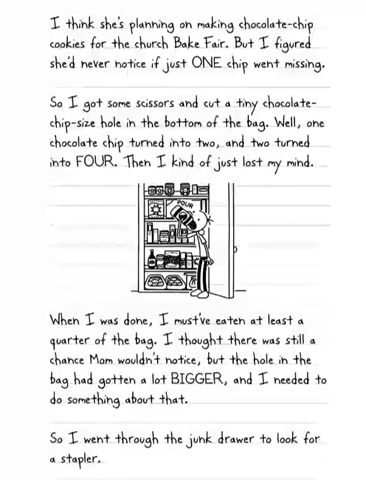 I think she's planning on making chocolate-chip
cookies for the church Bake Fair. But I figured
she'd never notice if just ONE chip went missing.
So I got some scissors and cut a tiny chocolate-
chip-size hole in the bottom of the bag. Well, one
chocolate chip turned into two, and two turned
into FOUR. Then I kind of just lost my mind.
POUR
When I was done, I must've eaten at least a
quarter of the bag. I thought there was still a
chance Mom wouldn't notice, but the hole in the
bag had gotten a lot BIGGER, and I needed to
do something about that.
So I went through the junk drawer to look for
a stapler.